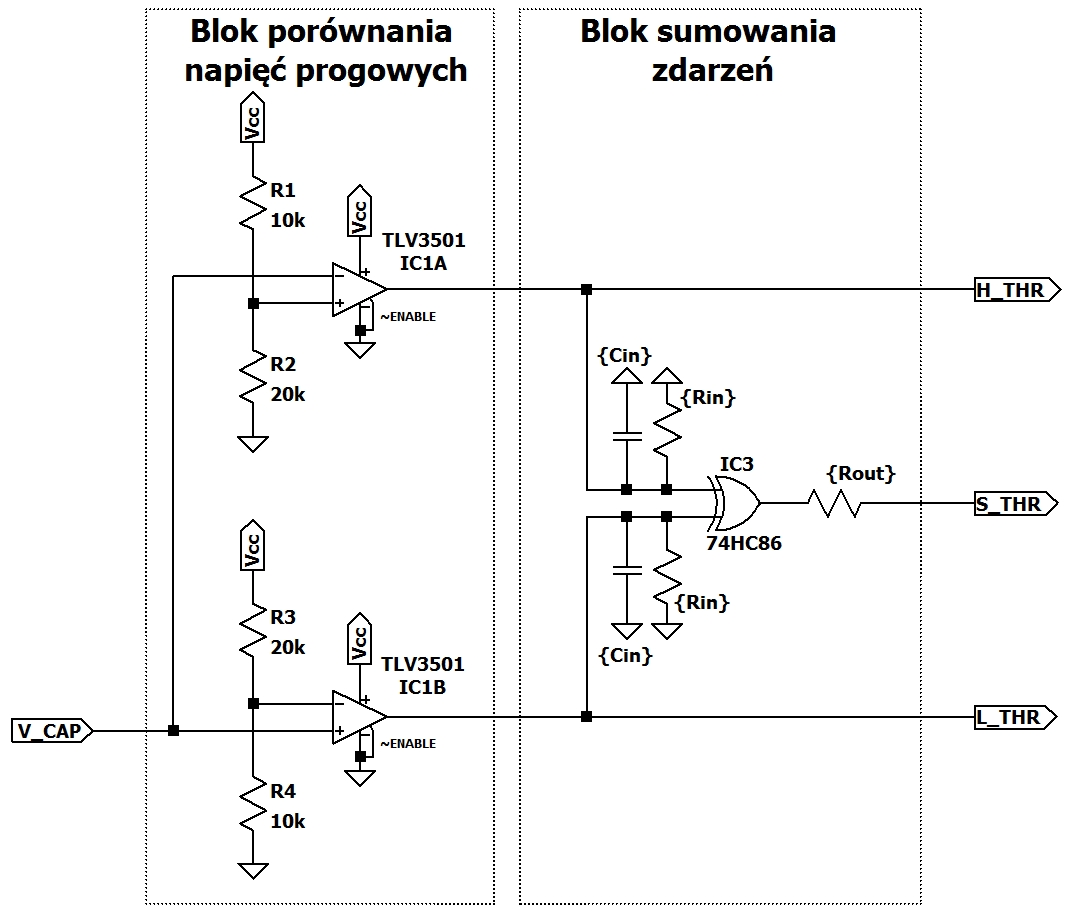 Blok porównania
napięć progowych
Blok sumowania
zdarzeń
Vcc
R1
10k
Vcc
TLV3501
IC1A
~ENABLE
H_THR
R2
20k
{Cin}
{Rin}
IC3
{Rout}
S_THR
74HC86
Vcc
R3
20k
{Rin}
{Cin}
Vcc
TLV3501
IC1B
~ENABLE
L_THR
V_CAP
R4
10k